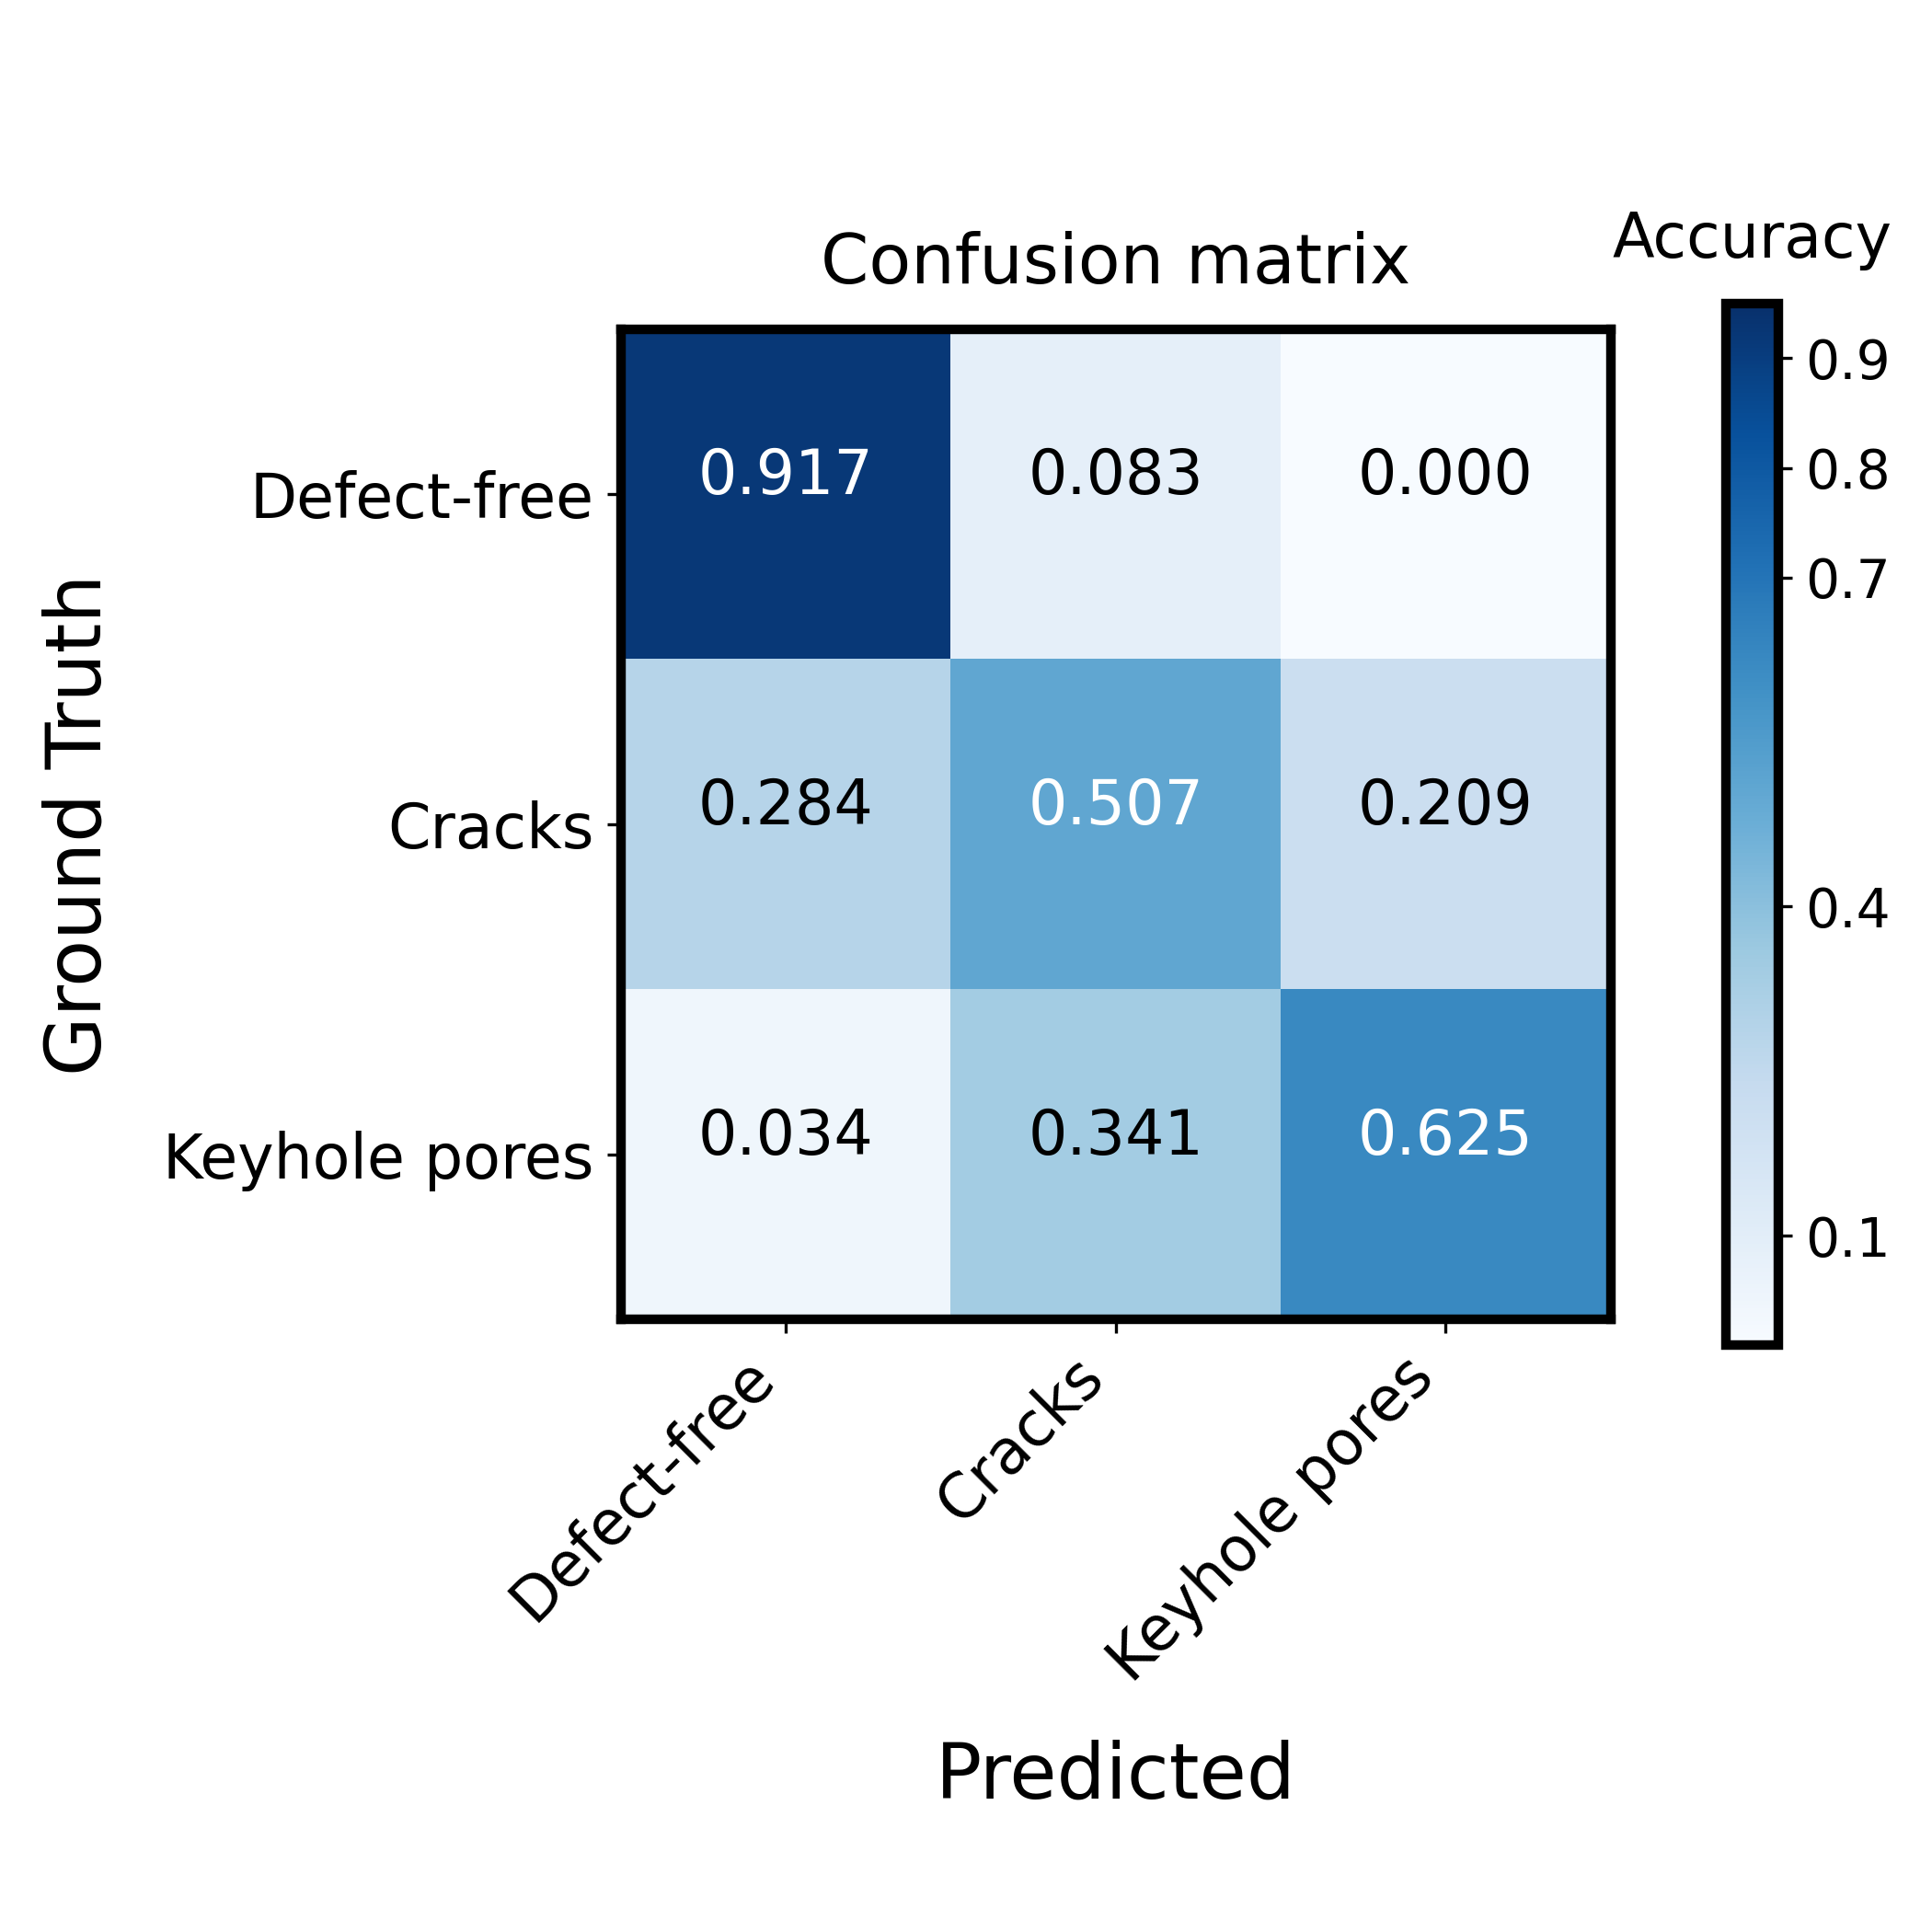 Confusion matrix
Accuracy
Ground Truth
Defect-free
Cracks
Keyhole pores
0.917 0.083 0.000
0.284 0.507 0.209
0.034 0.341 0.625
0.9
0.8
0.7
0.4
0.1
Defect-free
Cracks
Keyhole pores
Predicted